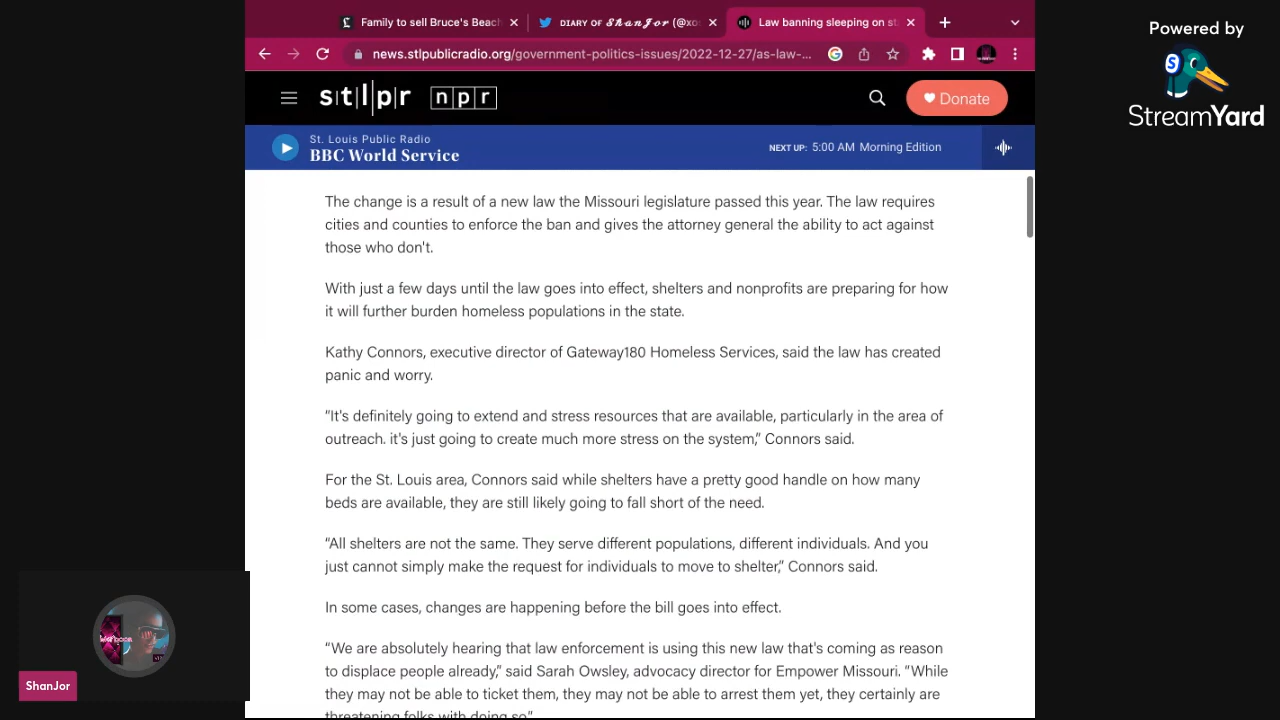 Family to sell Bruce's Beach
DIARY OF ShanJor (@xo
Law banning sleeping on st
news.stlpublicradio.org/government-politics-issues/2022-12-27/as-law-...
stlpr
npr
Donate
St. Louis Public Radio
BBC World Service
NEXT UP: 5:00 AM Morning Edition
The change is a result of a new law the Missouri legislature passed this year. The law requires
cities and counties to enforce the ban and gives the attorney general the ability to act against
those who don't.
With just a few days until the law goes into effect, shelters and nonprofits are preparing for how
it will further burden homeless populations in the state.
Kathy Connors, executive director of Gateway180 Homeless Services, said the law has created
panic and worry.
“It's definitely going to extend and stress resources that are available, particularly in the area of
outreach. it's just going to create much more stress on the system,” Connors said.
For the St. Louis area, Connors said while shelters have a pretty good handle on how many
beds are available, they are still likely going to fall short of the need.
“All shelters are not the same. They serve different populations, different individuals. And you
just cannot simply make the request for individuals to move to shelter,” Connors said.
In some cases, changes are happening before the bill goes into effect.
“We are absolutely hearing that law enforcement is using this new law that's coming as reason
to displace people already,” said Sarah Owsley, advocacy director for Empower Missouri. “While
they may not be able to ticket them, they may not be able to arrest them yet, they certainly are
threatening folks with doing so”
ShanJor
Powered by
S
StreamYard